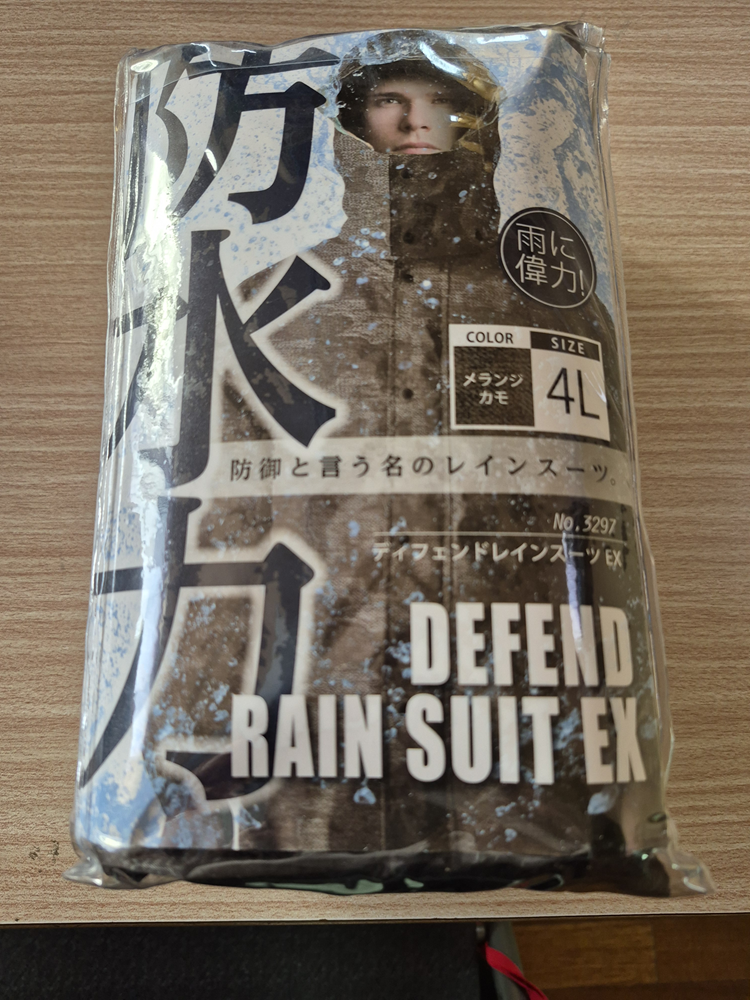 防水力
雨に
偉力!
COLOR
メランジ
カモ
SIZE
4L
防御と言う名のレインスーツ。
No.3297
ディフェンドレインスーツ EX
DEFEND
RAIN SUIT EX